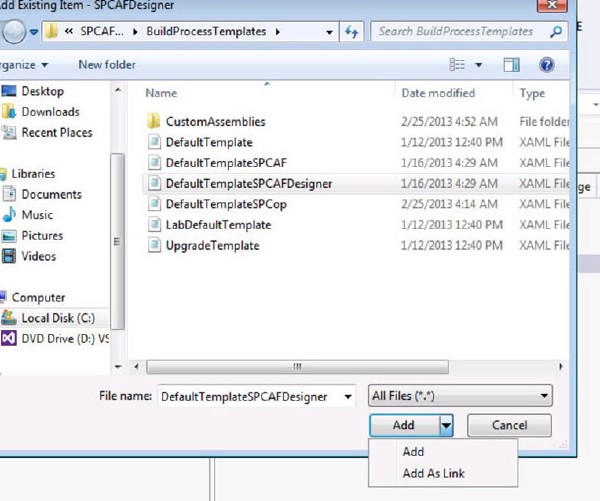 Add Existing Item - SPCAFDesigner
« SPCAF... ▸ BuildProcessTemplates ▸ Search BuildProcessTemplates
Organize ▾ New folder
Name Date modified Type
Desktop
Downloads
Recent Places
Libraries
Documents
Music
Pictures
Videos
Computer
Local Disk (C:)
DVD Drive (D:) VS
CustomAssemblies 2/25/2013 4:52 AM File folder
DefaultTemplate 1/12/2013 12:40 PM XAML File
DefaultTemplateSPCAF 1/16/2013 4:29 AM XAML File
DefaultTemplateSPCAFDesigner 1/16/2013 4:29 AM XAML File
DefaultTemplateSPCop 2/25/2013 4:14 AM XAML File
LabDefaultTemplate 1/12/2013 12:40 PM XAML File
UpgradeTemplate 1/12/2013 12:40 PM XAML File
File name: DefaultTemplateSPCAFDesigner All Files (*.*)
Add Cancel
Add
Add As Link
E
ge